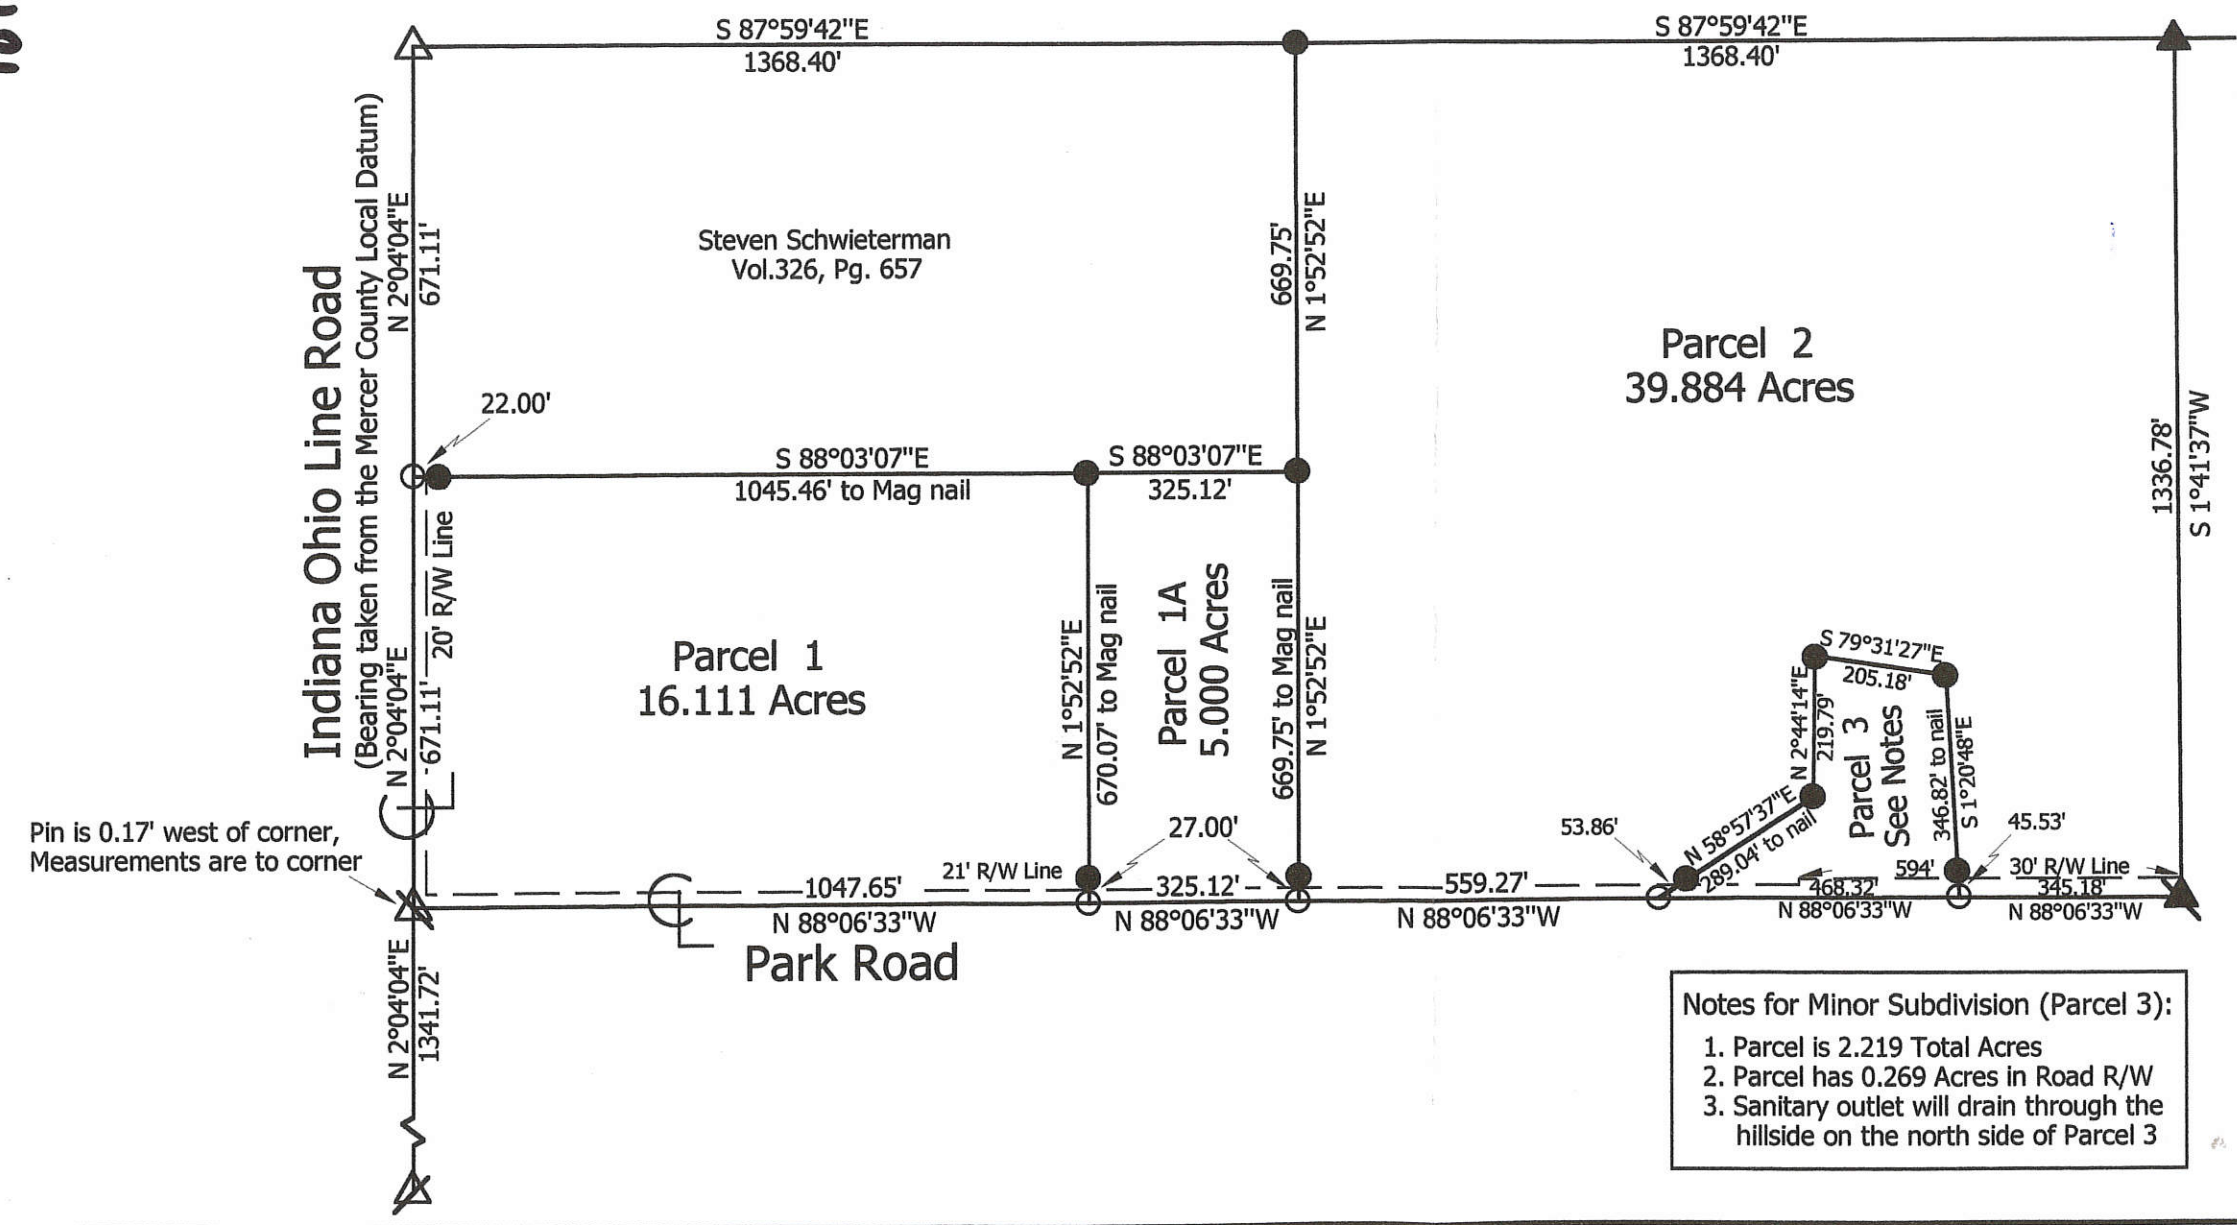 S 87°59'42"E
1368.40'
S 87°59'42"E
1368.40'
Indiana Ohio Line Road
(Bearing taken from the Mercer County Local Datum)
N 2°04'04"E
671.11'
Steven Schwieterman
Vol.326, Pg. 657
669.75'
N 1°52'52"E
Parcel 2
39.884 Acres
1336.78'
S 1°41'37"W
22.00'
S 88°03'07"E
1045.46' to Mag nail
S 88°03'07"E
325.12'
20' R/W Line
N 2°04'04"E
671.11'
Parcel 1
16.111 Acres
N 1°52'52"E
670.07' to Mag nail
Parcel 1A
5.000 Acres
669.75' to Mag nail
N 1°52'52"E
S 79°31'27"E
205.18'
N 2°44'14"E
219.79'
Parcel 3
See Notes
346.82' to nail
S 1°20'48"E
N 58°57'37"E
289.04' to nail
53.86'
45.53'
27.00'
Pin is 0.17' west of corner,
Measurements are to corner
21' R/W Line
594'
30' R/W Line
1047.65'
325.12'
559.27'
468.32'
345.18'
N 88°06'33"W
N 88°06'33"W
N 88°06'33"W
N 88°06'33"W
N 88°06'33"W
Park Road
N 2°04'04"E
1341.72'
Notes for Minor Subdivision (Parcel 3):
1. Parcel is 2.219 Total Acres
2. Parcel has 0.269 Acres in Road R/W
3. Sanitary outlet will drain through the
hillside on the north side of Parcel 3